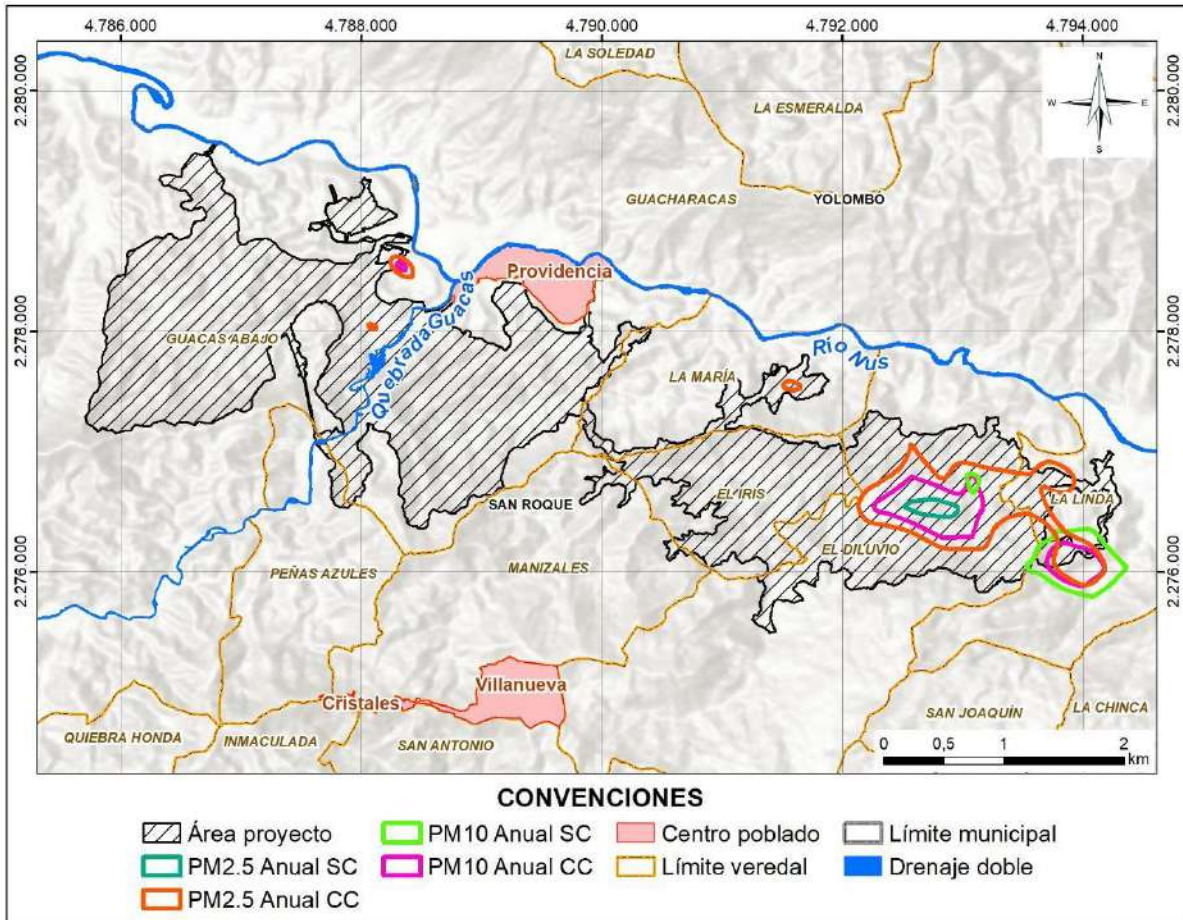 4.786.000 4.788.000 4.790.000 4.792.000 4.794.000
LA SOLEDAD
2.280.000 2.280.000
N
W E
S
LA ESMERALDA
GUACHARACAS YOLOMBÓ
Providencia
Quebrada Guacas
2.278.000 2.278.000
GUACAS ABAJO
Río Nus
LA MARÍA
EL IRIS
LA LINDA
SAN ROQUE
EL DILUVIO
2.276.000 2.276.000
PEÑAS AZULES
MANIZALES
Villanueva
Cristales
SAN JOAQUÍN
LA CHINCA
QUIEBRA HONDA
INMACULADA
SAN ANTONIO
0 0,5 1 2
km
CONVENCIONES
Área proyecto PM10 Anual SC Centro poblado Límite municipal
PM2.5 Anual SC PM10 Anual CC Límite veredal Drenaje doble
PM2.5 Anual CC